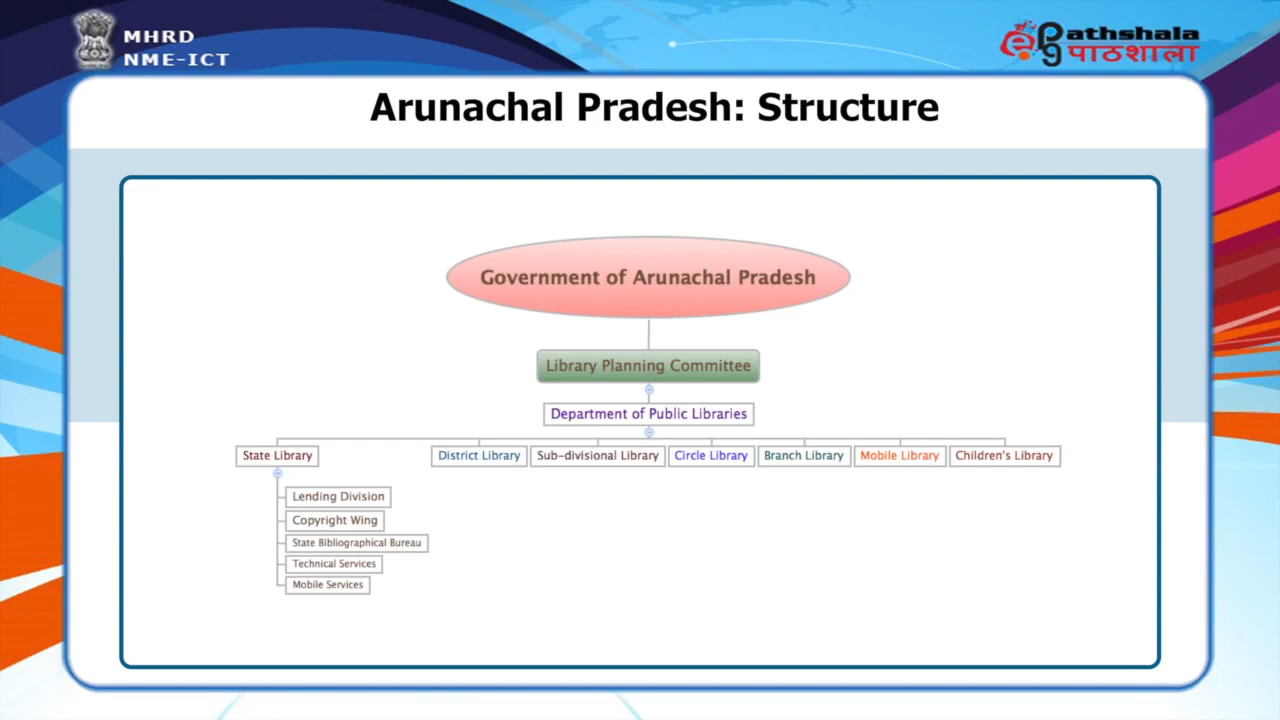 MHRD
NME-ICT
e pg athshala
पाठशाला
Arunachal Pradesh: Structure
Government of Arunachal Pradesh
Library Planning Committee
Department of Public Libraries
State Library
District Library
Sub-divisional Library
Circle Library
Branch Library
Mobile Library
Children's Library
Lending Division
Copyright Wing
State Bibliographical Bureau
Technical Services
Mobile Services